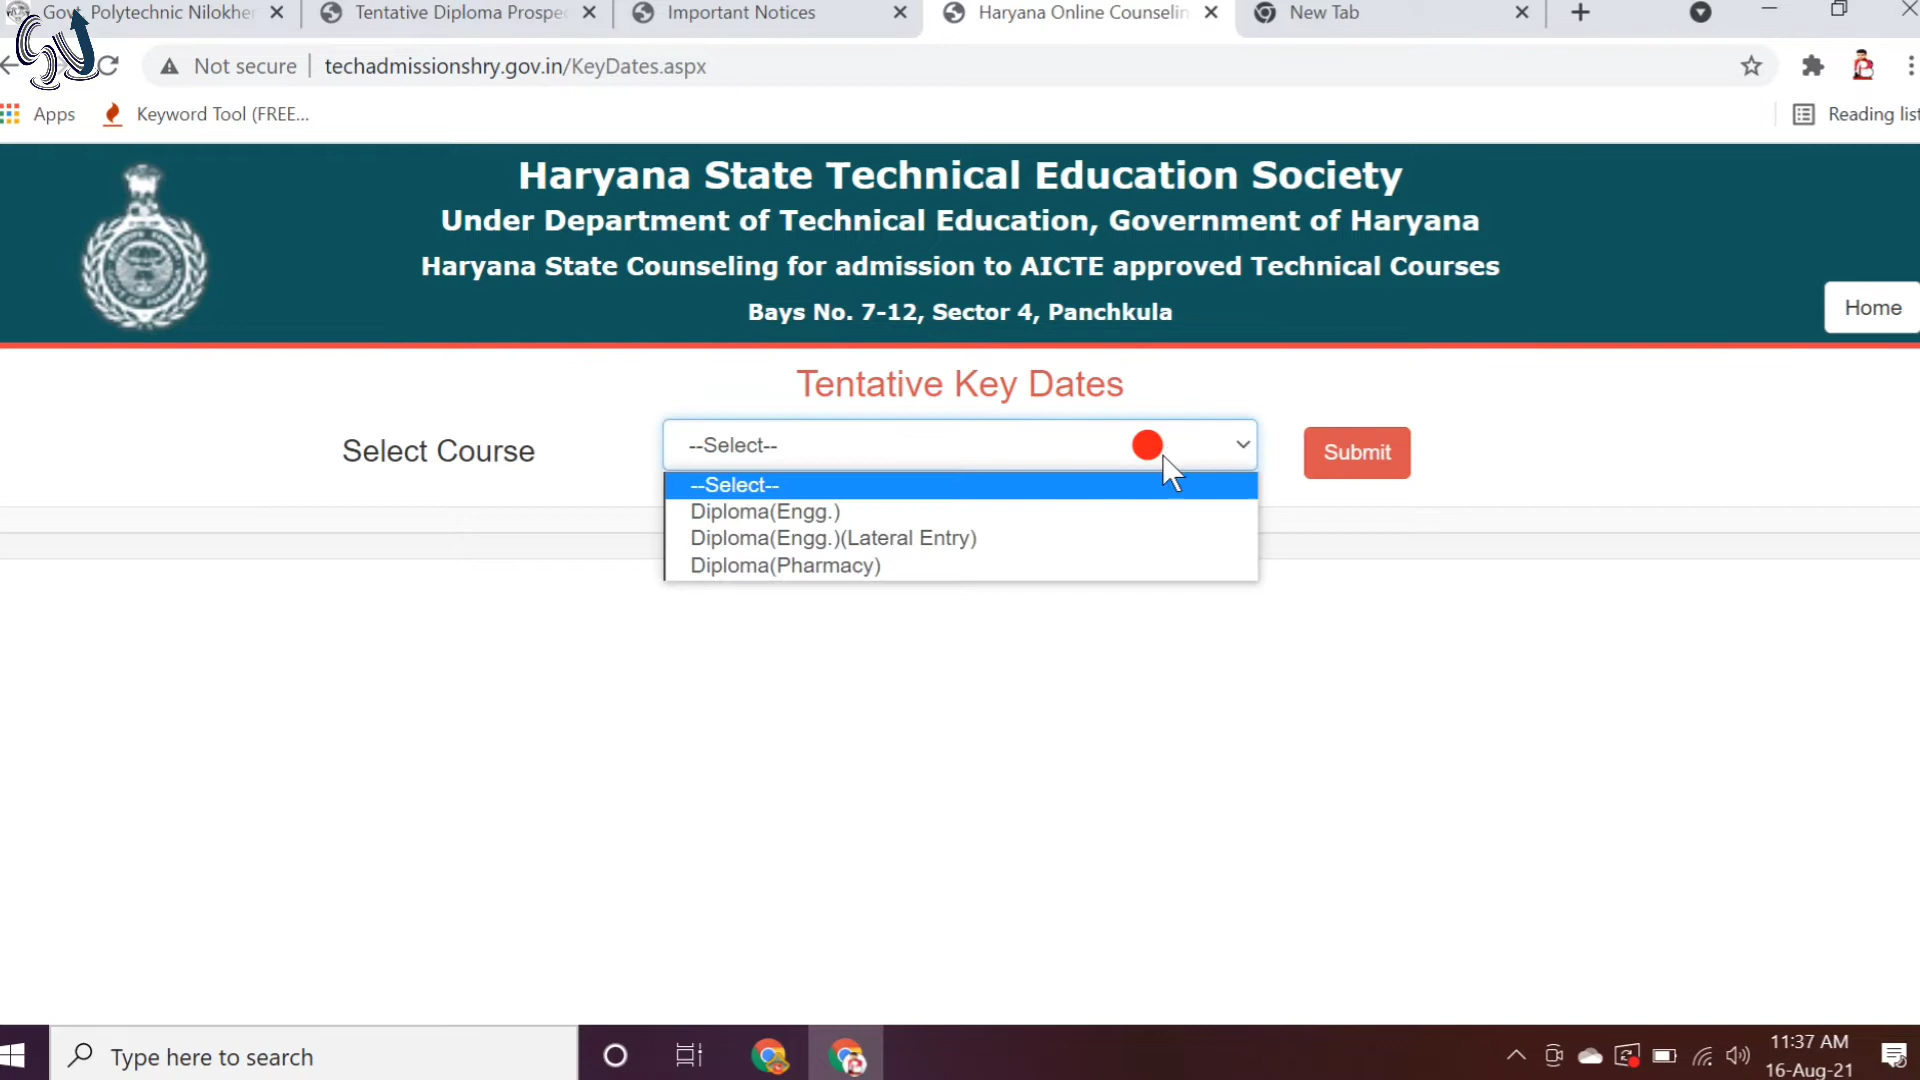 Govt. Polytechnic Nilokher
Tentative Diploma Prospec
Important Notices
Haryana Online Counselin
New Tab
Not secure
techadmissionshry.gov.in/KeyDates.aspx
Apps
Keyword Tool (FREE...
Reading list
Haryana State Technical Education Society
Under Department of Technical Education, Government of Haryana
Haryana State Counseling for admission to AICTE approved Technical Courses
Bays No. 7-12, Sector 4, Panchkula
Home
Tentative Key Dates
Select Course
--Select--
Submit
--Select--
Diploma(Engg.)
Diploma(Engg.)(Lateral Entry)
Diploma(Pharmacy)
Type here to search
11:37 AM
16-Aug-21